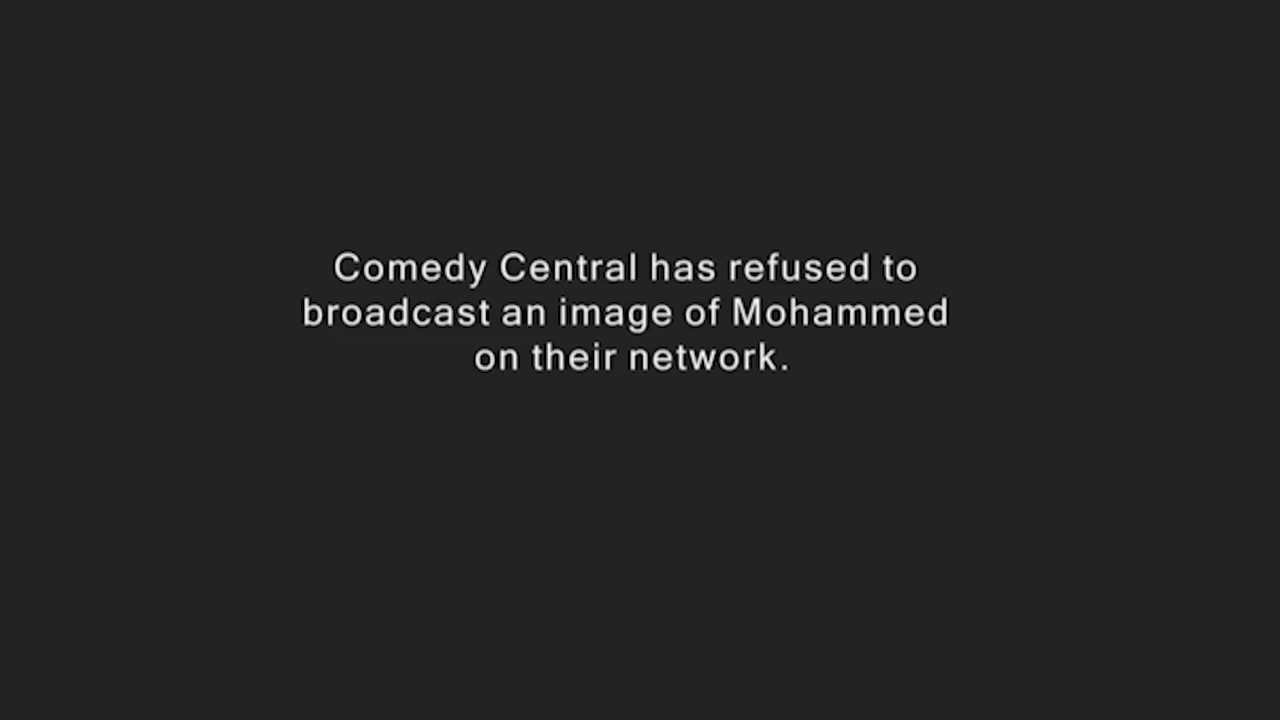 Comedy Central has refused to
broadcast an image of Mohammed
on their network.